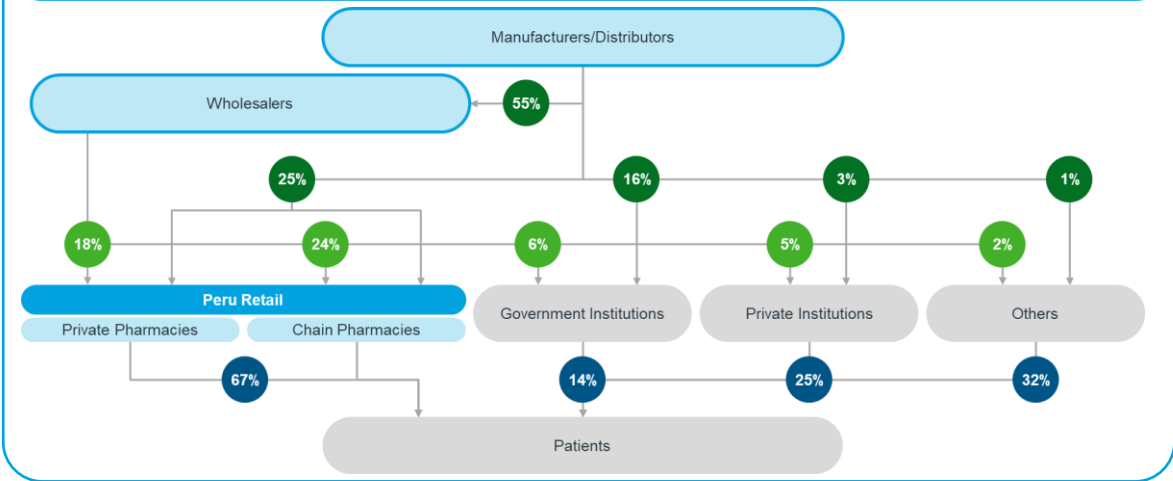 Manufacturers/Distributors
Wholesalers
55%
25%
16%
3%
1%
18%
24%
6%
5%
2%
Peru Retail
Private Pharmacies
Chain Pharmacies
Government Institutions
Private Institutions
Others
67%
14%
25%
32%
Patients